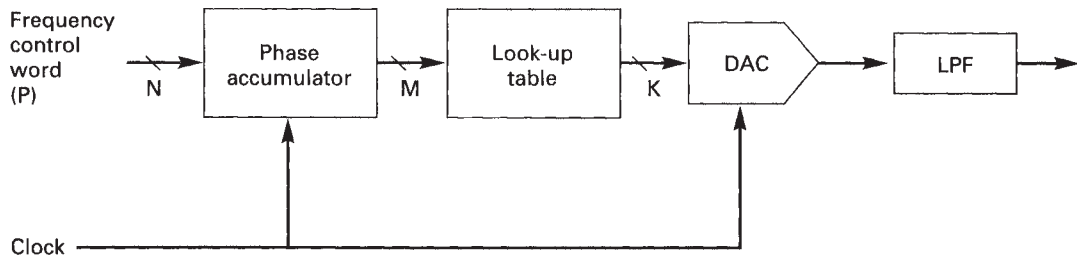 Frequency
control
word
(P)
N
Phase
accumulator
M
Look-up
table
K
DAC
LPF
Clock